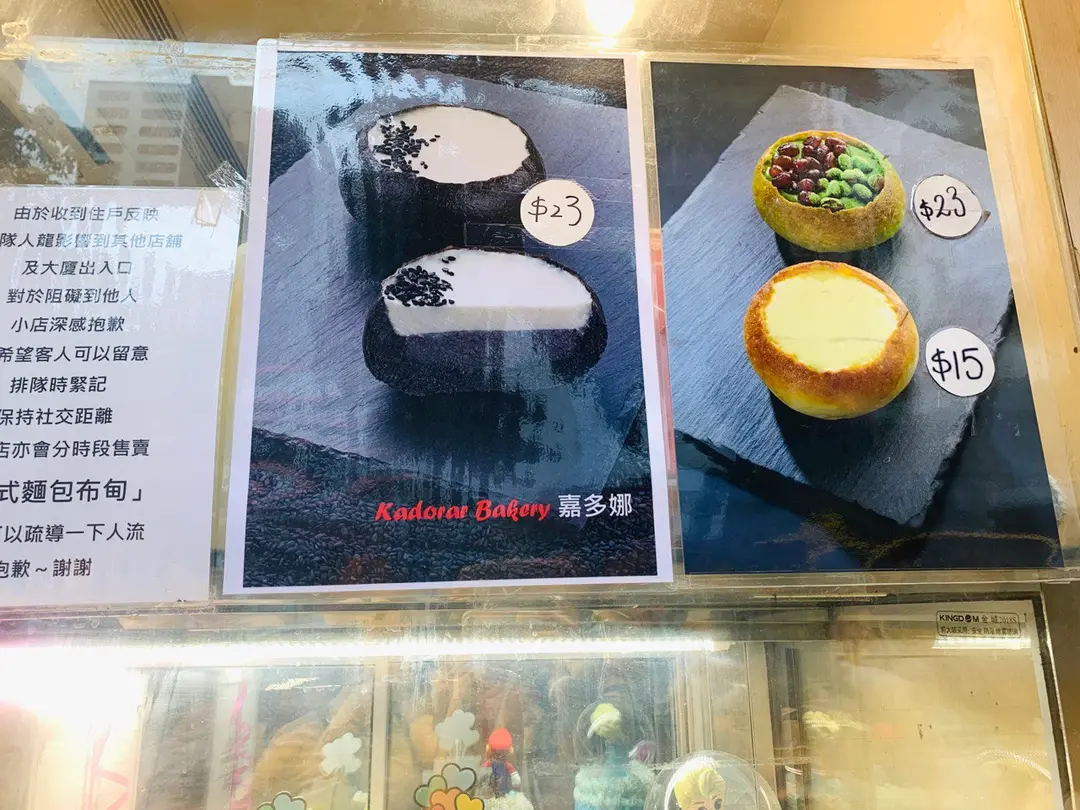 由於收到住戶反映
隊人龍影響到其他店舖
及大廈出入口
對於阻礙到他人
小店深感抱歉
希望客人可以留意
排隊時緊記
保持社交距離
店亦會分時段售賣
式麵包布甸」
可以疏導一下人流
抱歉～謝謝
$23
Kadorar Bakery 嘉多娜
$23
$15
KINGDOM 金城